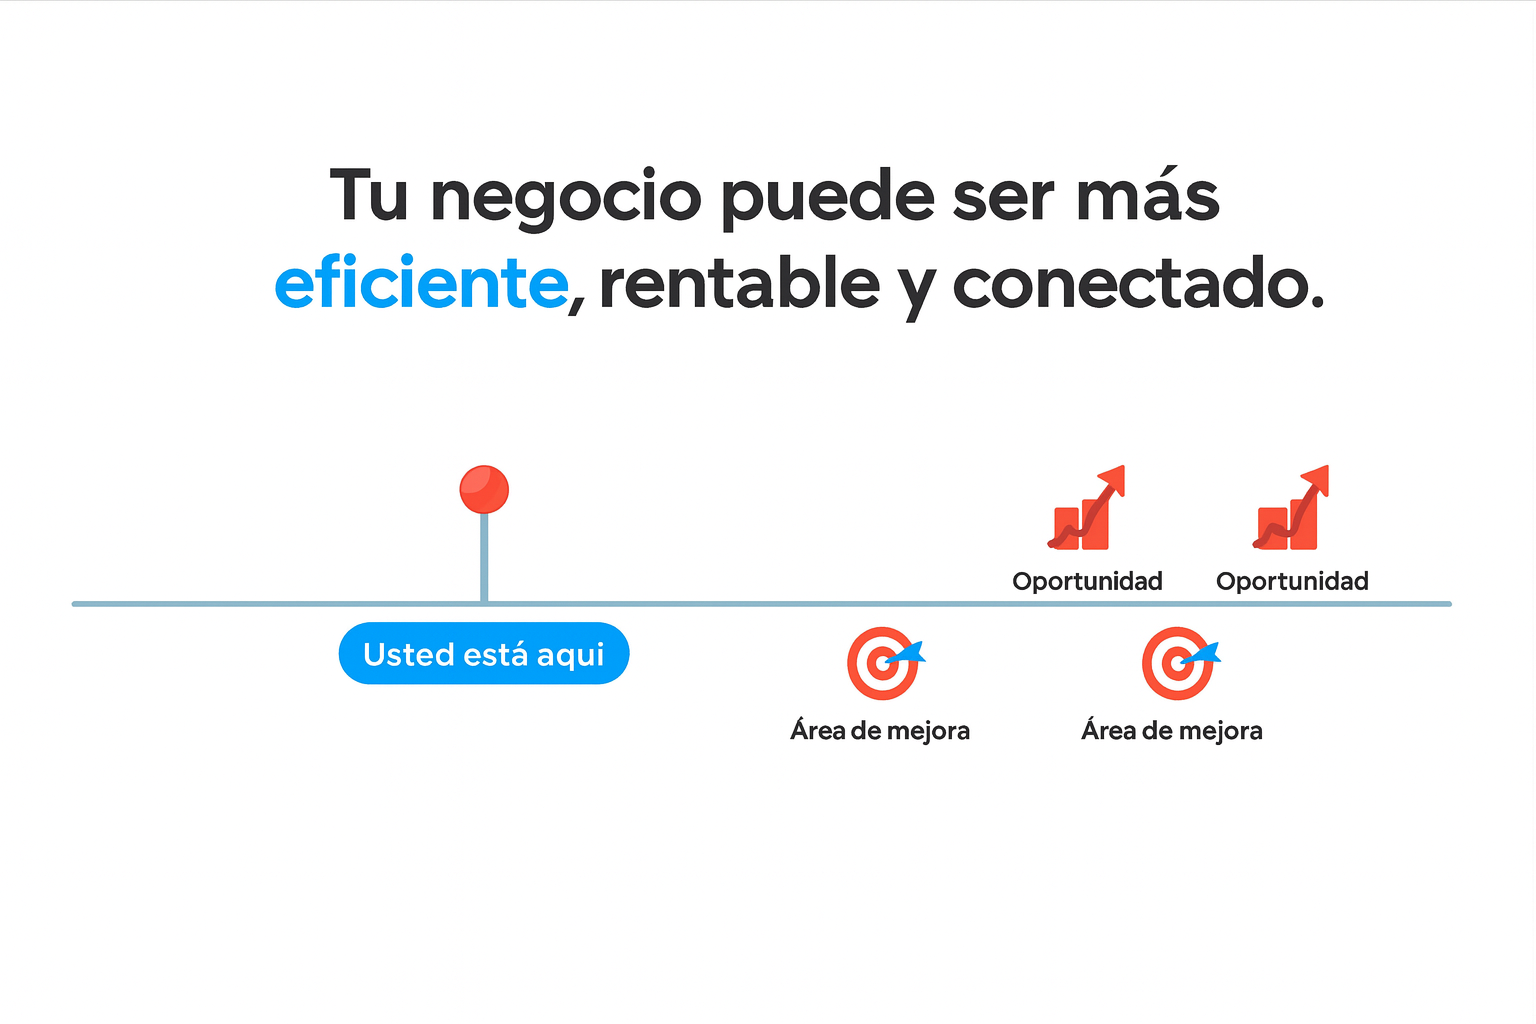 Tu negocio puede ser más
eficiente, rentable y conectado.
Oportunidad
Oportunidad
Usted está aqui
Área de mejora
Área de mejora